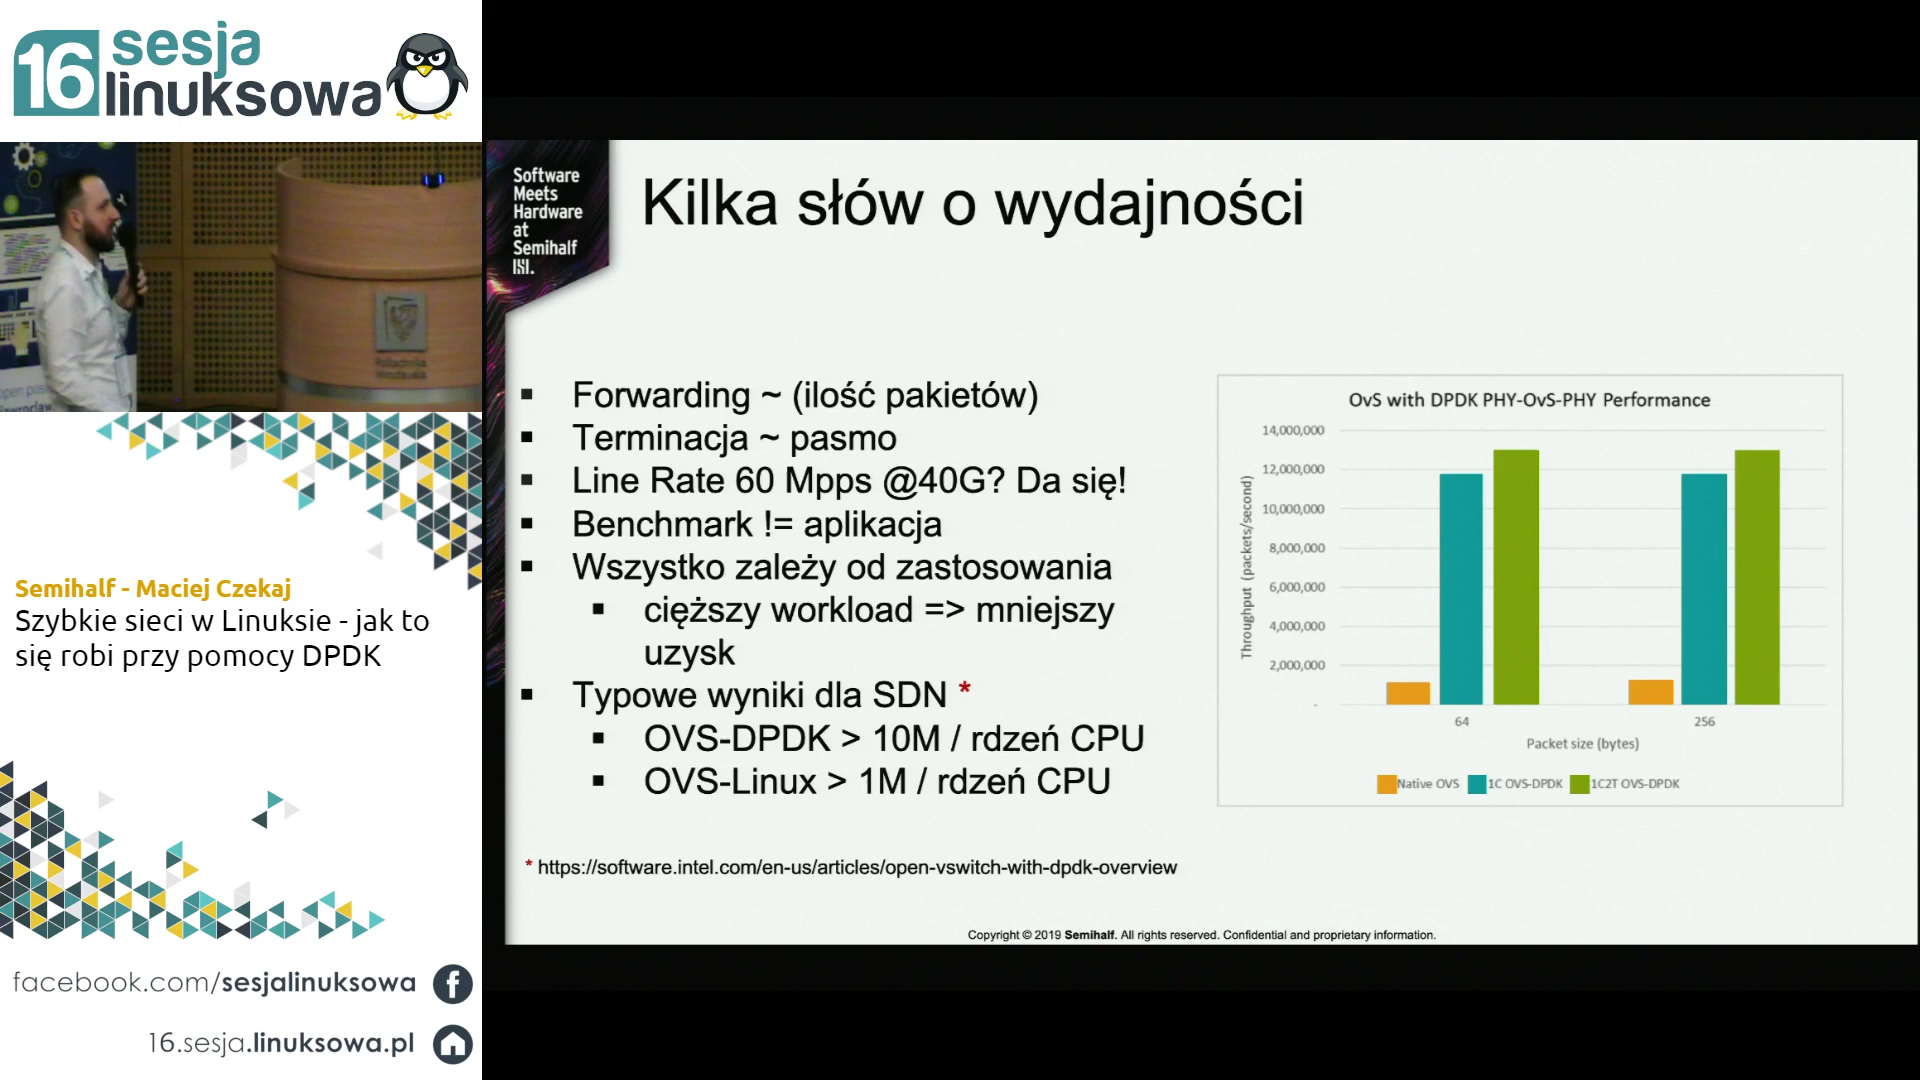 16 sesja
linuksowa
Semihalf - Maciej Czekaj
Szybkie sieci w Linuksie - jak to
się robi przy pomocy DPDK
facebook.com/sesjalinuksowa
16.sesja.linuksowa.pl
Software
Meets
Hardware
at
Semihalf
Kilka słów o wydajności
▪ Forwarding ~ (ilość pakietów)
▪ Terminacja ~ pasmo
▪ Line Rate 60 Mpps @40G? Da się!
▪ Benchmark != aplikacja
▪ Wszystko zależy od zastosowania
▪ cięższy workload => mniejszy
uzysk
▪ Typowe wyniki dla SDN *
▪ OVS-DPDK > 10M / rdzeń CPU
▪ OVS-Linux > 1M / rdzeń CPU
* https://software.intel.com/en-us/articles/open-vswitch-with-dpdk-overview
OvS with DPDK PHY-OvS-PHY Performance
Throughput (packets/second)
14,000,000
12,000,000
10,000,000
8,000,000
6,000,000
4,000,000
2,000,000
-
64 256
Packet size (bytes)
Native OVS 1C OVS-DPDK 1C2T OVS-DPDK
Copyright © 2019 Semihalf. All rights reserved. Confidential and proprietary information.